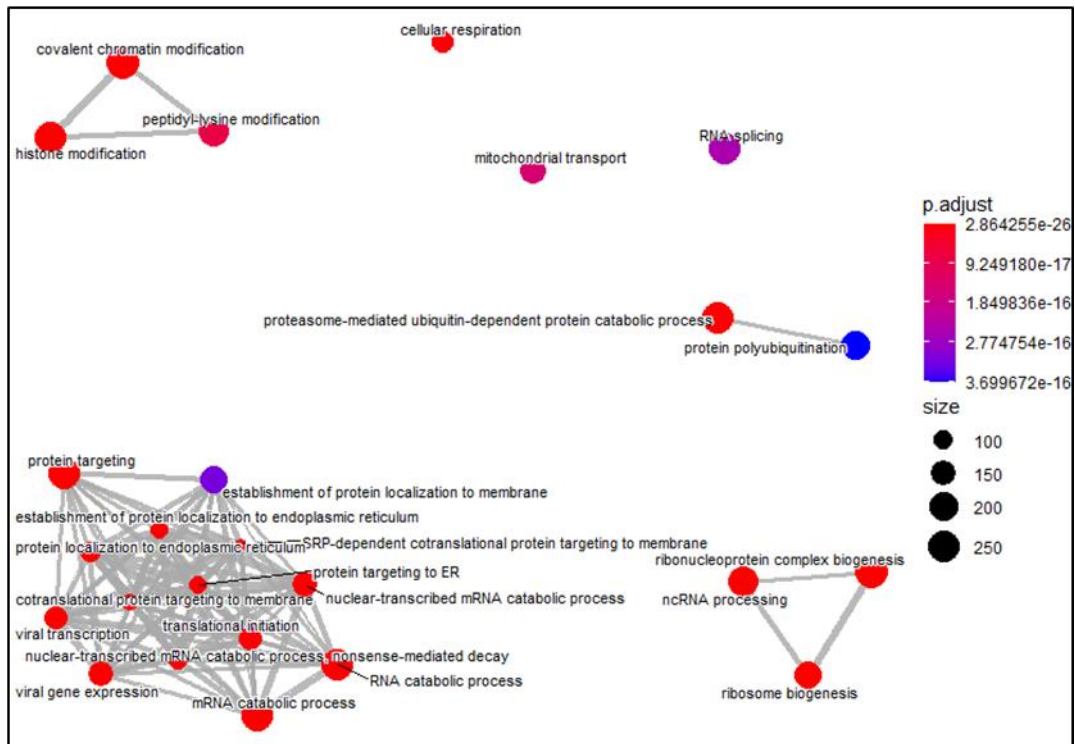 cellular respiration
covalent chromatin modification
peptidyl-lysine modification
histone modification
RNA splicing
mitochondrial transport
p.adjust
2.864255e-26
9.249180e-17
1.849836e-16
2.774754e-16
3.699672e-16
proteasome-mediated ubiquitin-dependent protein catabolic process
protein polyubiquitination
size
100
150
200
250
protein targeting
establishment of protein localization to membrane
establishment of protein localization to endoplasmic reticulum
protein localization to endoplasmic reticulum
SRP-dependent cotranslational protein targeting to membrane
protein targeting to ER
nuclear-transcribed mRNA catabolic process
cotranslational protein targeting to membrane
viral transcription
translational initiation
nuclear-transcribed mRNA catabolic process, nonsense-mediated decay
RNA catabolic process
viral gene expression
mRNA catabolic process
ribonucleoprotein complex biogenesis
ncRNA processing
ribosome biogenesis